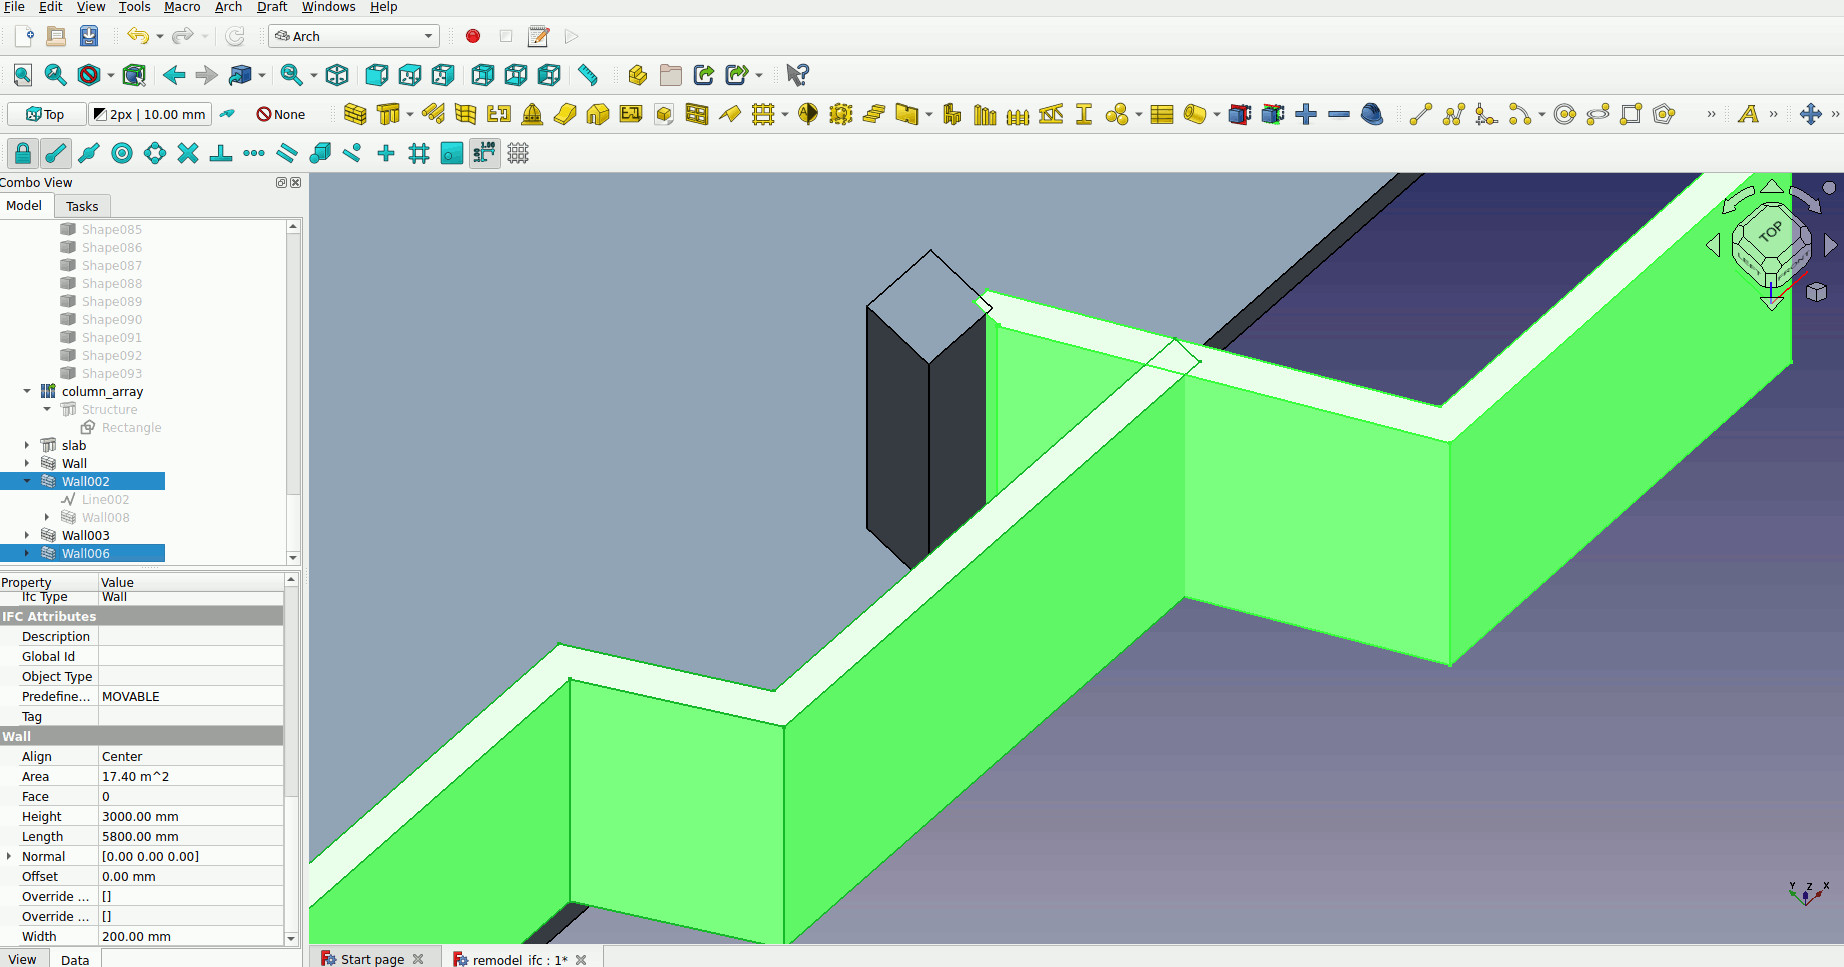 File Edit View Tools Macro Arch Draft Windows Help
Arch
Top 2px | 10.00 mm None
»
A
»
»
1.00
Combo View
Model Tasks
Shape085
Shape086
Shape087
Shape088
Shape089
Shape090
Shape091
Shape092
Shape093
column_array
Structure
Rectangle
slab
Wall
Wall002
Line002
Wall008
Wall003
Wall006
Property Value
Ifc Type Wall
IFC Attributes
Description
Global Id
Object Type
Predefine... MOVABLE
Tag
Wall
Align Center
Area 17.40 m^2
Face 0
Height 3000.00 mm
Length 5800.00 mm
Normal [0.00 0.00 0.00]
Offset 0.00 mm
Override ... []
Override ... []
Width 200.00 mm
View Data
TOP
LEFT FRONT
Y Z X
Start page
remodel ifc : 1*